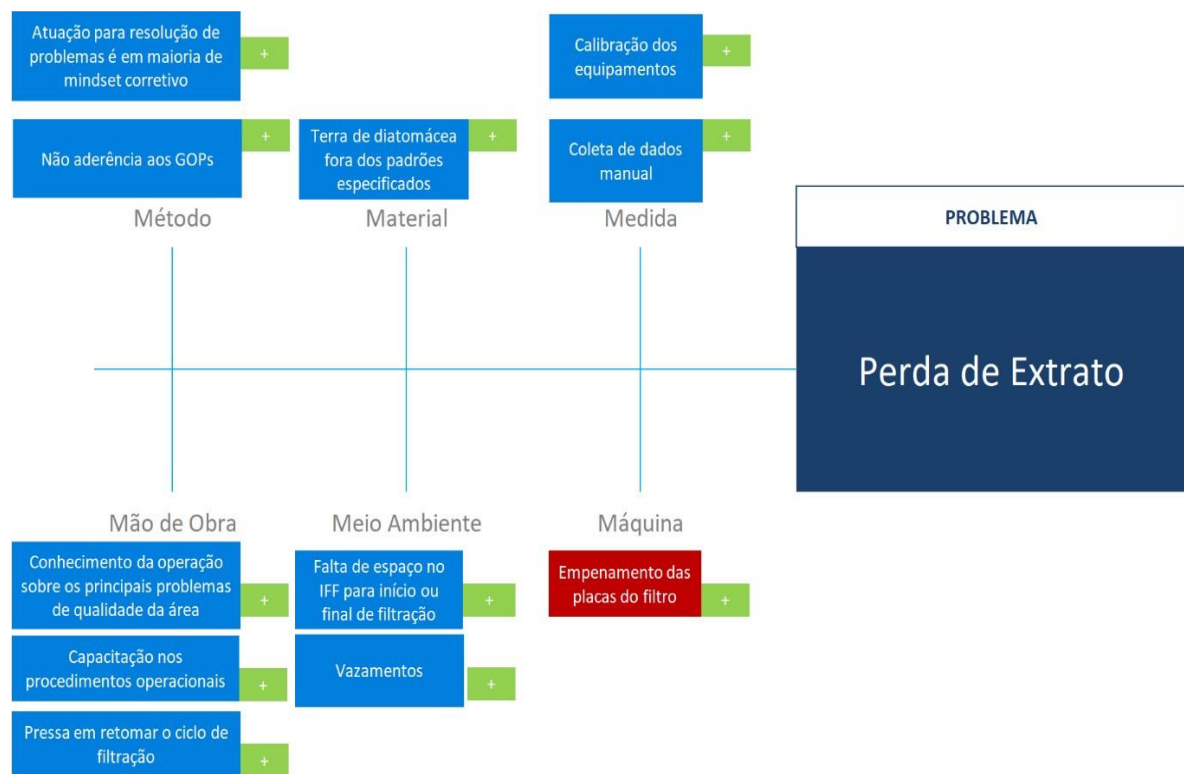 Atuação para resolução de
problemas é em maioria de
mindset corretivo
+
Calibração dos
equipamentos
+
Não aderência aos GOPs
+
Terra de diatomácea
fora dos padrões
especificados
+
Coleta de dados
manual
+
Método
Material
Medida
PROBLEMA
Perda de Extrato
Mão de Obra
Meio Ambiente
Máquina
Conhecimento da operação
sobre os principais problemas
de qualidade da área
+
Falta de espaço no
IFF para início ou
final de filtração
+
Empenamento das
placas do filtro
+
Capacitação nos
procedimentos operacionais
+
Vazamentos
+
Pressa em retomar o ciclo de
filtração
+